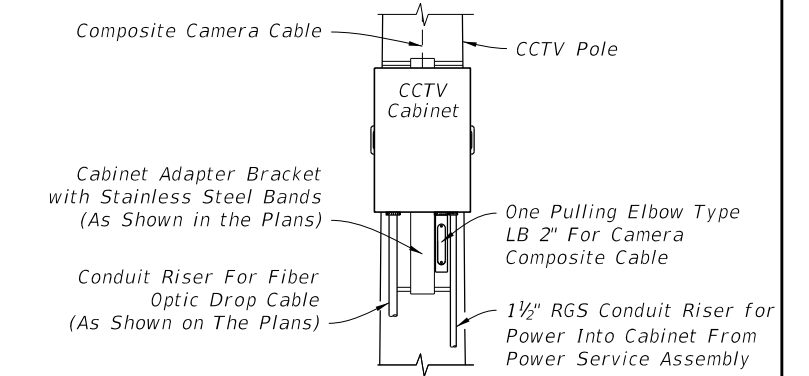 Composite Camera Cable
CCTV Pole
CCTV
Cabinet
Cabinet Adapter Bracket
with Stainless Steel Bands
(As Shown in the Plans)
One Pulling Elbow Type
LB 2" For Camera
Composite Cable
Conduit Riser For Fiber
Optic Drop Cable
(As Shown on The Plans)
1½" RGS Conduit Riser for
Power Into Cabinet From
Power Service Assembly